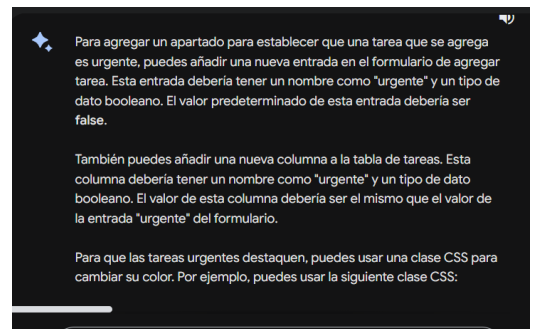 Para agregar un apartado para establecer que una tarea que se agrega
es urgente, puedes añadir una nueva entrada en el formulario de agregar
tarea. Esta entrada debería tener un nombre como "urgente" y un tipo de
dato booleano. El valor predeterminado de esta entrada debería ser
false.
También puedes añadir una nueva columna a la tabla de tareas. Esta
columna debería tener un nombre como "urgente" y un tipo de dato
booleano. El valor de esta columna debería ser el mismo que el valor de
la entrada "urgente" del formulario.
Para que las tareas urgentes destaquen, puedes usar una clase CSS para
cambiar su color. Por ejemplo, puedes usar la siguiente clase CSS: